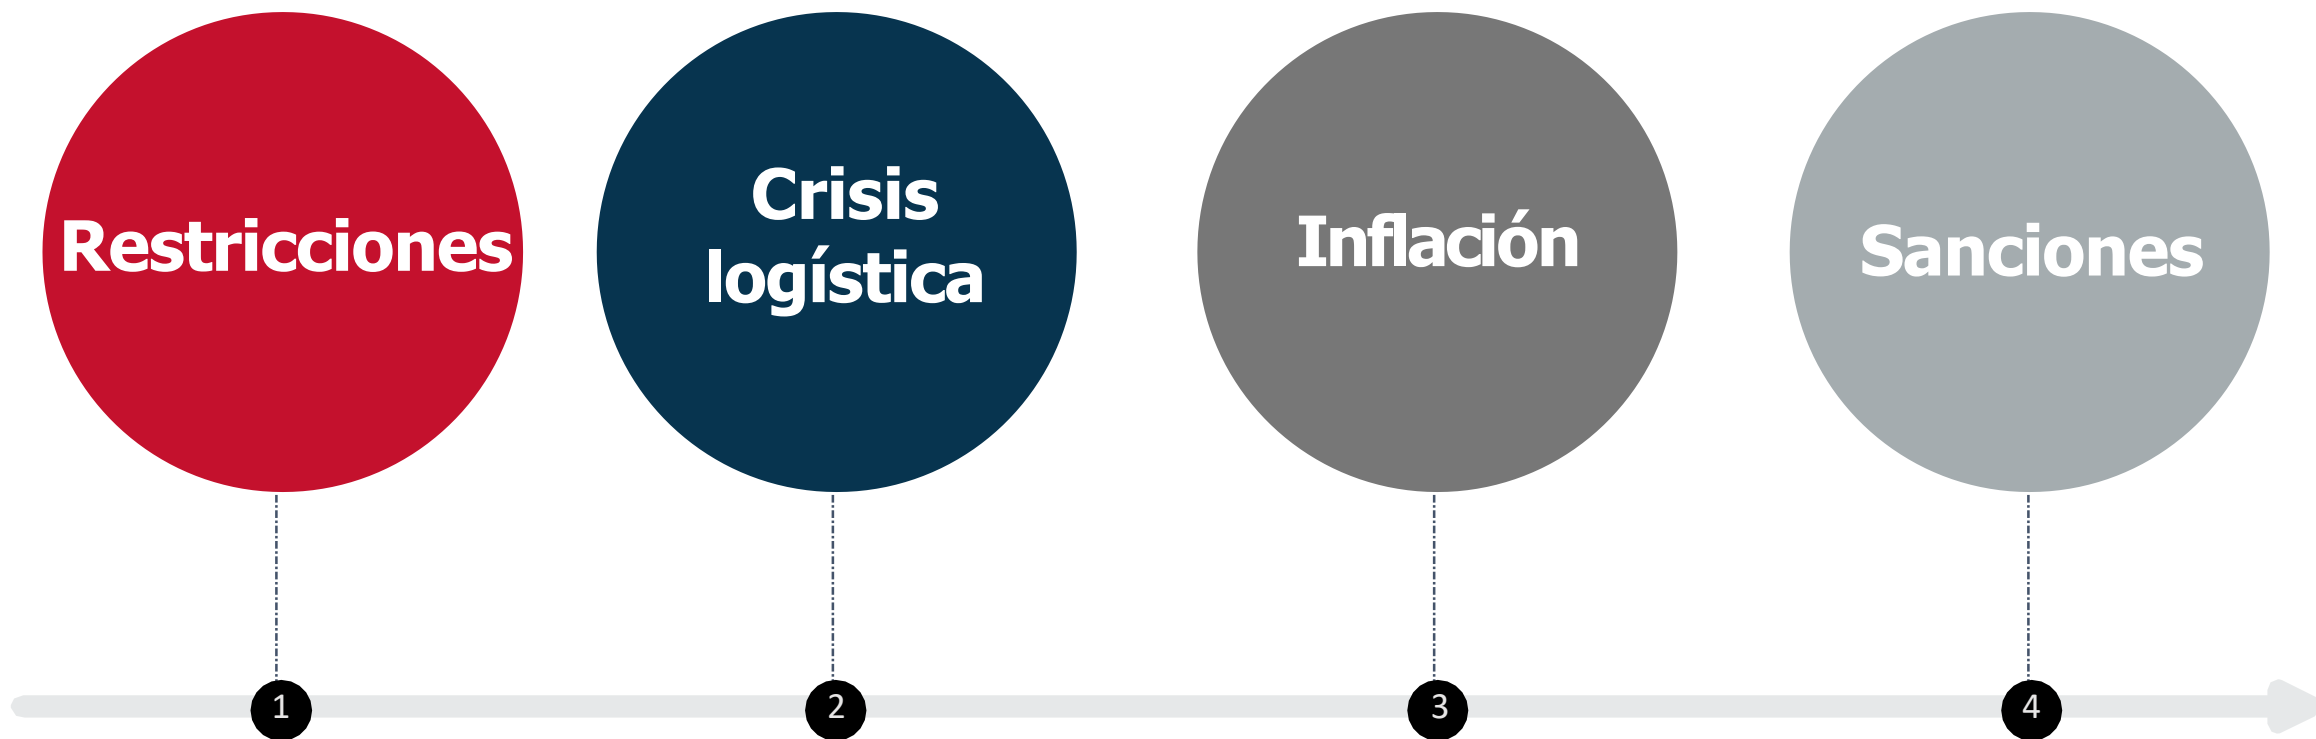 Restricciones
Crisis
logística
Inflación
Sanciones
1
2
3
4